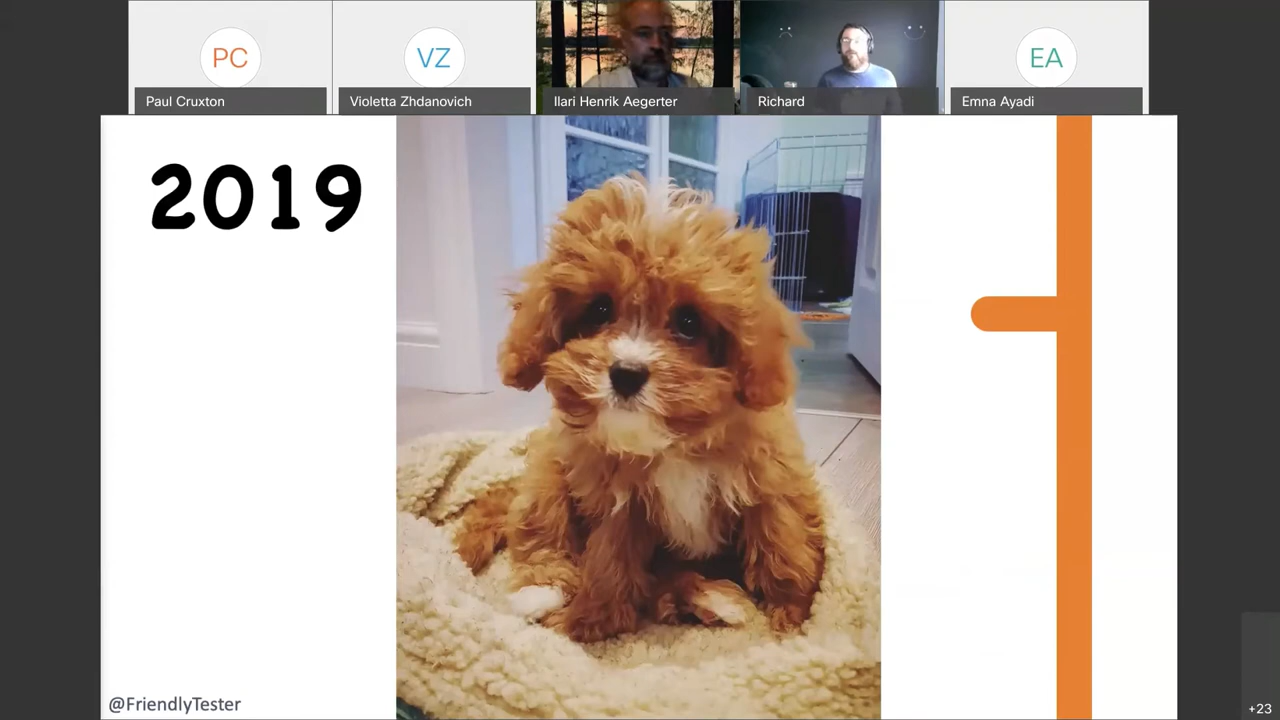 PC
VZ
EA
Paul Cruxton
Violetta Zhdanovich
Ilari Henrik Aegerter
Richard
Emna Ayadi
2019
@FriendlyTester
+23